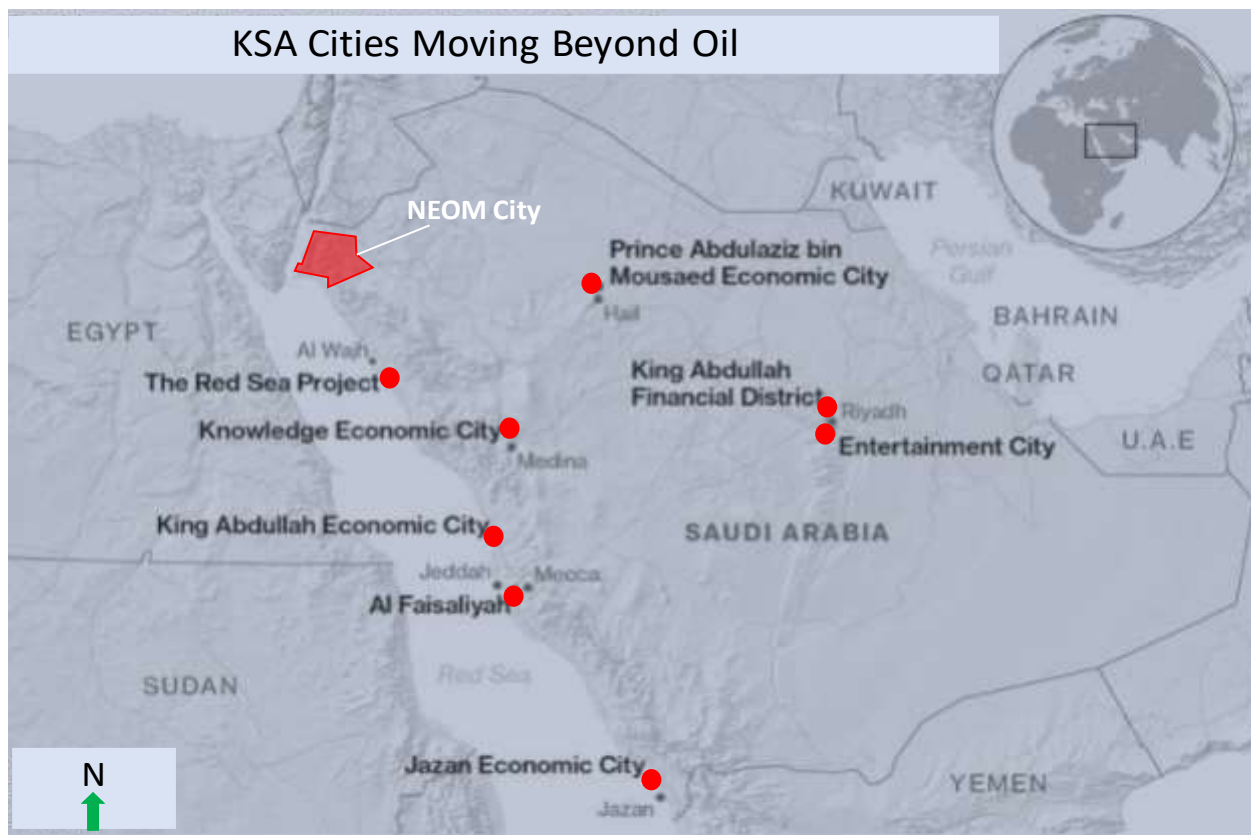 KSA Cities Moving Beyond Oil
KUWAIT
NEOM City
Prince Abdulaziz bin
Mousaed Economic City
Persian
Gulf
Hail
BAHRAIN
EGYPT
Al Wajh
The Red Sea Project
King Abdullah
Financial District
QATAR
Riyadh
Knowledge Economic City
Entertainment City
U.A.E
Medina
King Abdullah Economic City
SAUDI ARABIA
Jeddah
Mecca
Al Faisaliyah
Red Sea
SUDAN
Jazan Economic City
Jazan
YEMEN
N